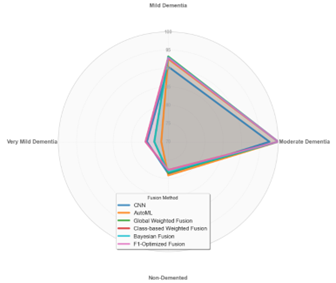 Mild Dementia
100
80
Very Mild Dementia
Moderate Dementia
Fusion Method
CNN
AutoML
Global Weighted Fusion
Class-based Weighted Fusion
Bayesian Fusion
F1-Optimized Fusion
Non-Demented